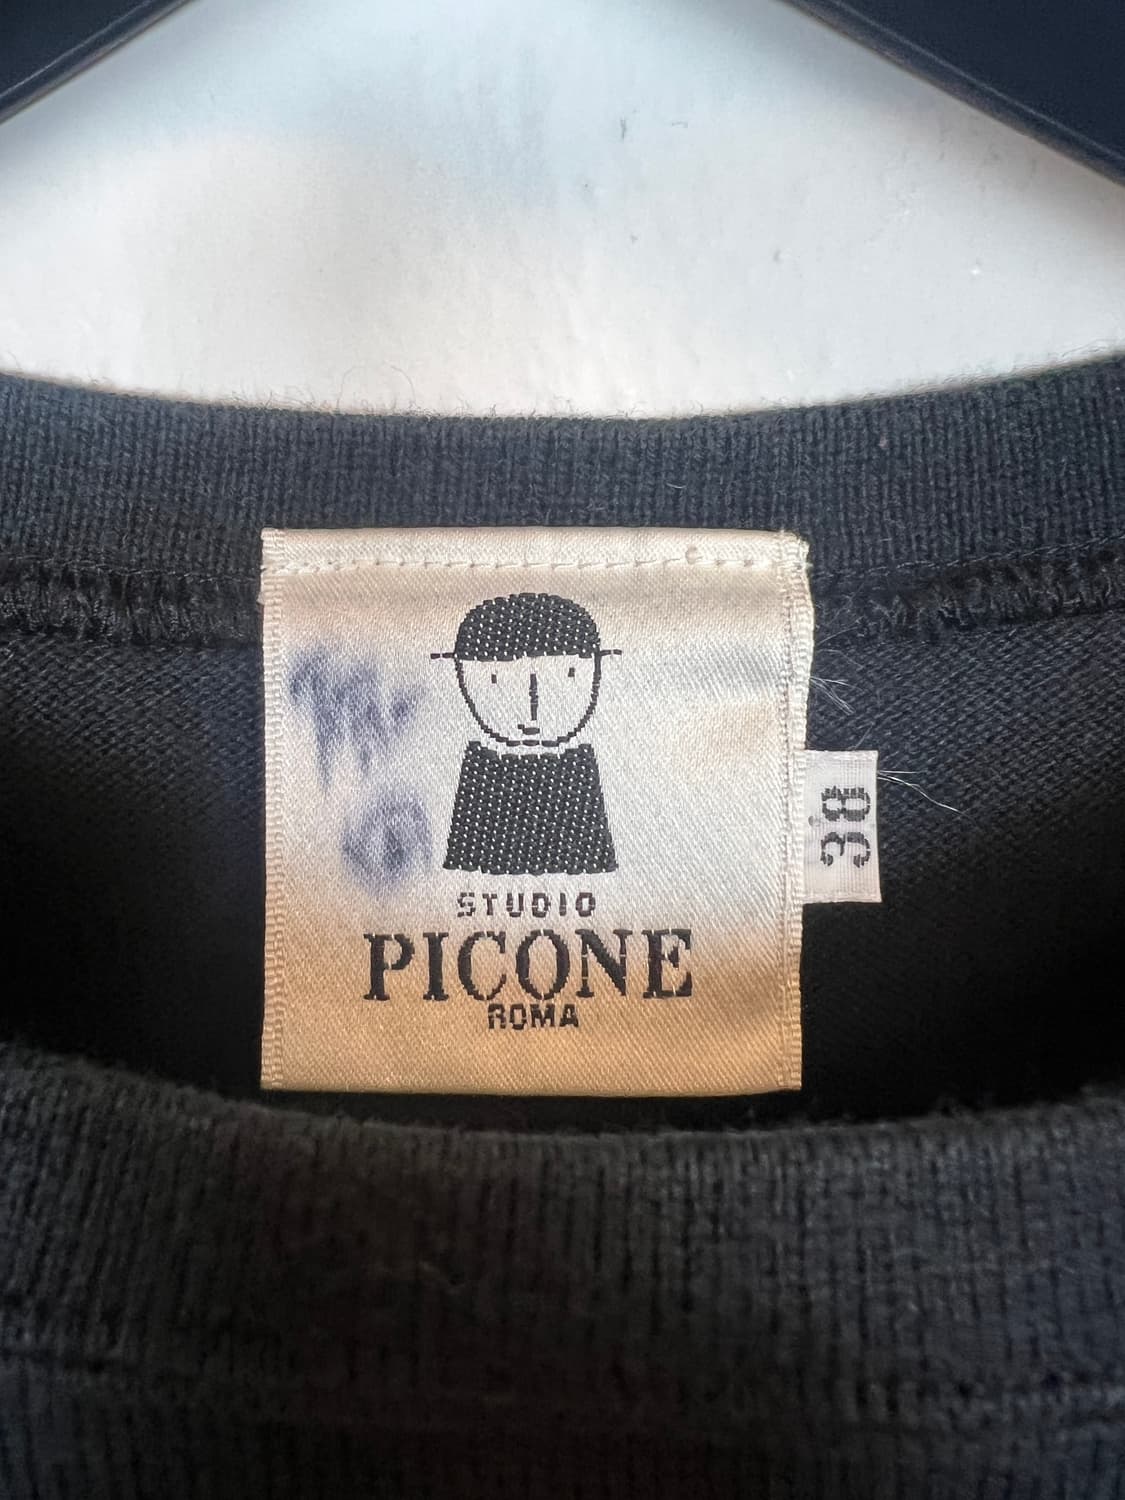 STUDIO
PICONE
ROMA
38